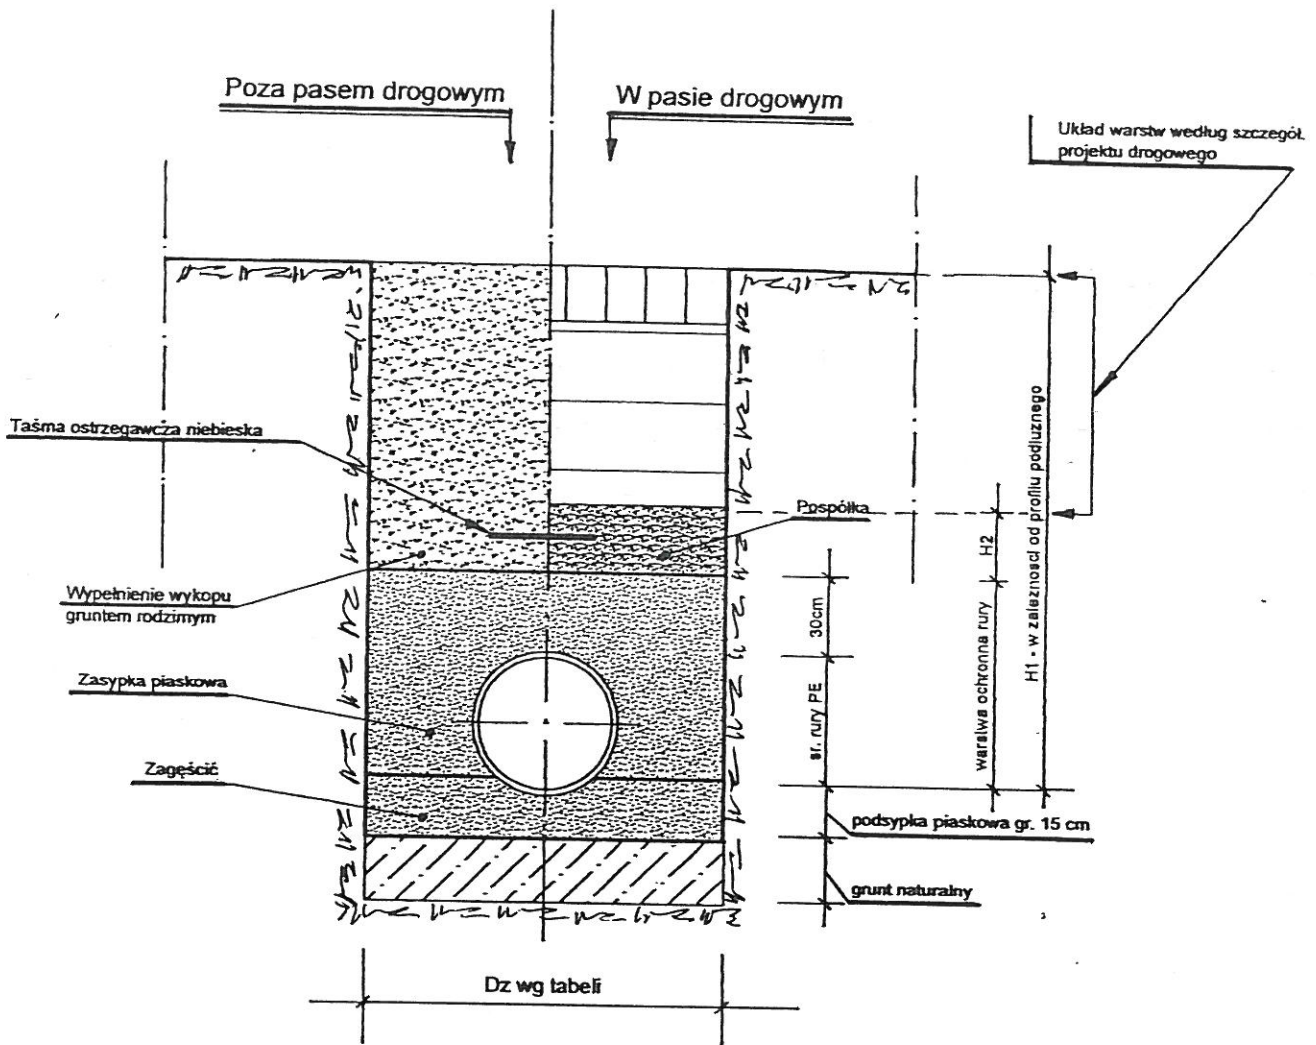 Poza pasem drogowym
W pasie drogowym
Układ warstw według szczegół.
projektu drogowego
Taśma ostrzegawcza niebieska
Pospółka
Wypełnienie wykopu
gruntem rodzimym
Zasypka piaskowa
Zagęścić
30cm
śr. rury PE
H2
warstwa ochronna rury
H1 - w zalezności od profilu podluznego
podsypka piaskowa gr. 15 cm
grunt naturalny
Dz wg tabeli